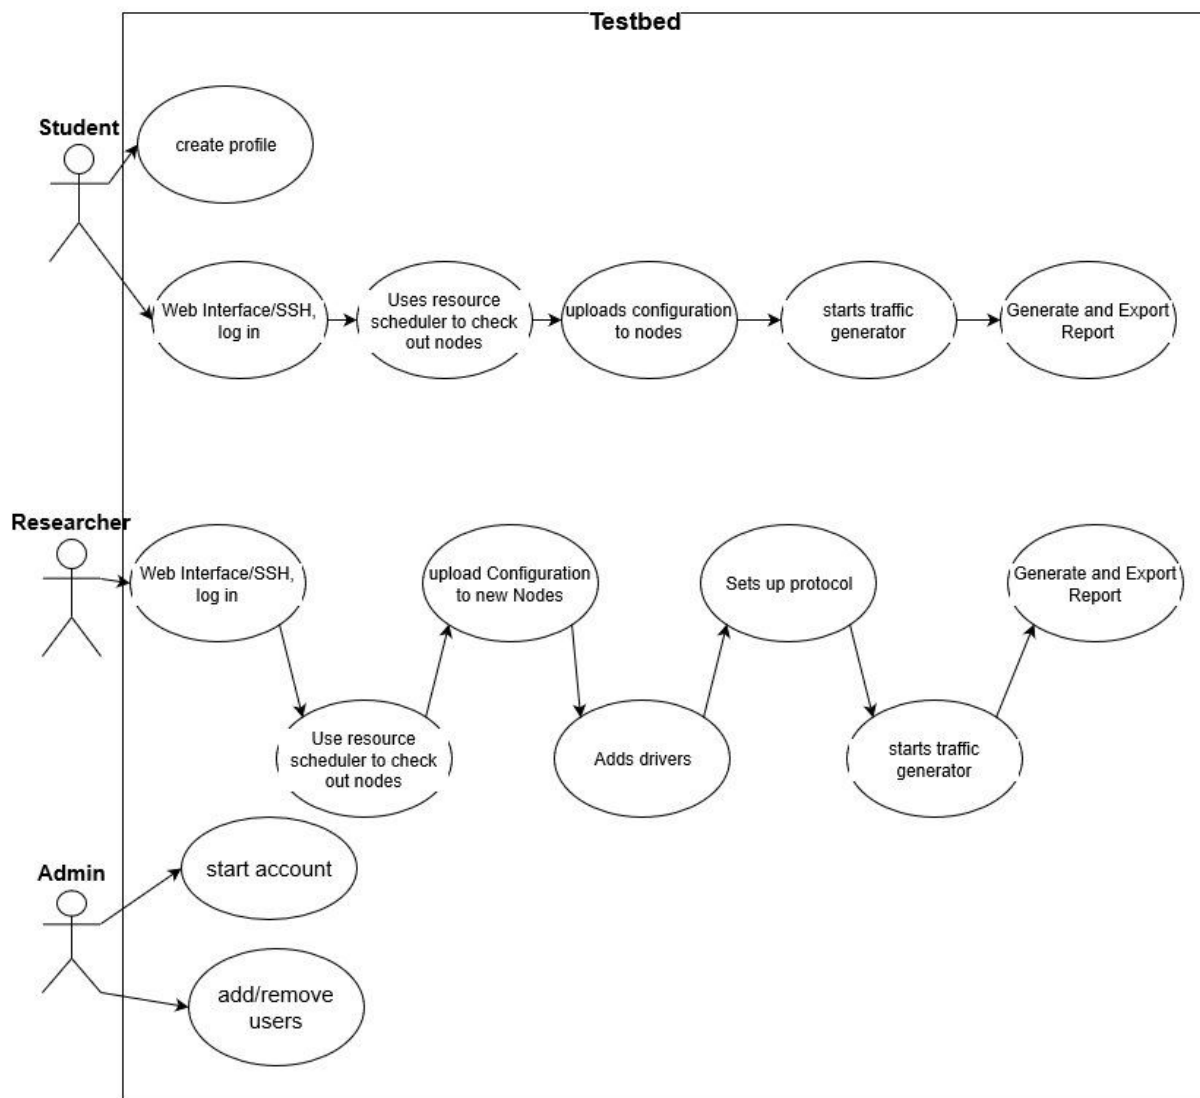 Testbed
Student
create profile
Web Interface/SSH,
log in
Uses resource
scheduler to check
out nodes
uploads configuration
to nodes
starts traffic
generator
Generate and Export
Report
Researcher
Web Interface/SSH,
log in
Use resource
scheduler to check
out nodes
upload Configuration
to new Nodes
Adds drivers
Sets up protocol
starts traffic
generator
Generate and Export
Report
Admin
start account
add/remove
users